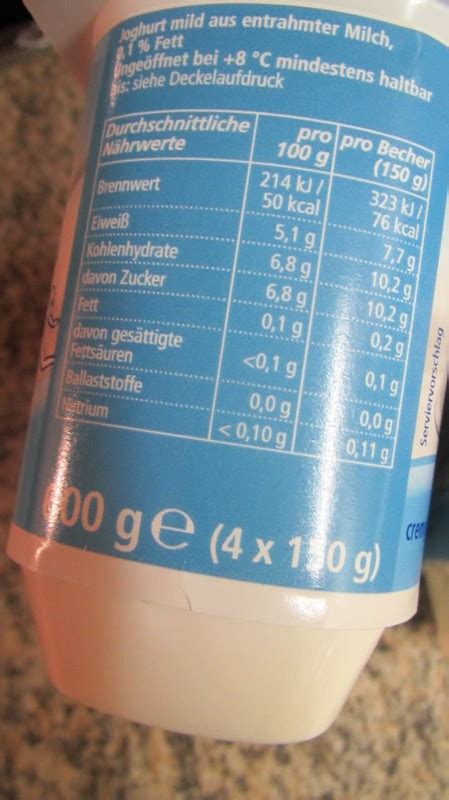 Joghurt mild aus entrahmter Milch,
0,1 % Fett
Ungeöffnet bei +8 °C mindestens haltbar
bis: siehe Deckelaufdruck
Durchschnittliche Nährwerte pro 100 g pro Becher (150 g)
Brennwert 214 kJ / 50 kcal 323 kJ / 76 kcal
Eiweiß 5,1 g 7,7 g
Kohlenhydrate 6,8 g 10,2 g
davon Zucker 6,8 g 10,2 g
Fett 0,1 g 0,2 g
davon gesättigte Fettsäuren <0,1 g 0,1 g
Ballaststoffe 0,0 g 0,0 g
Natrium < 0,10 g 0,11 g
600 g e (4 x 150 g)
Serviervorschlag